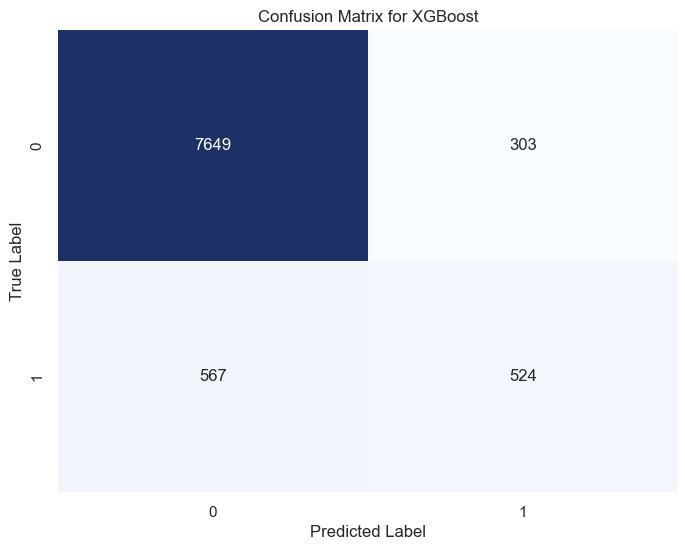 Confusion Matrix for XGBoost
True Label
0
7649
303
1
567
524
0
1
Predicted Label